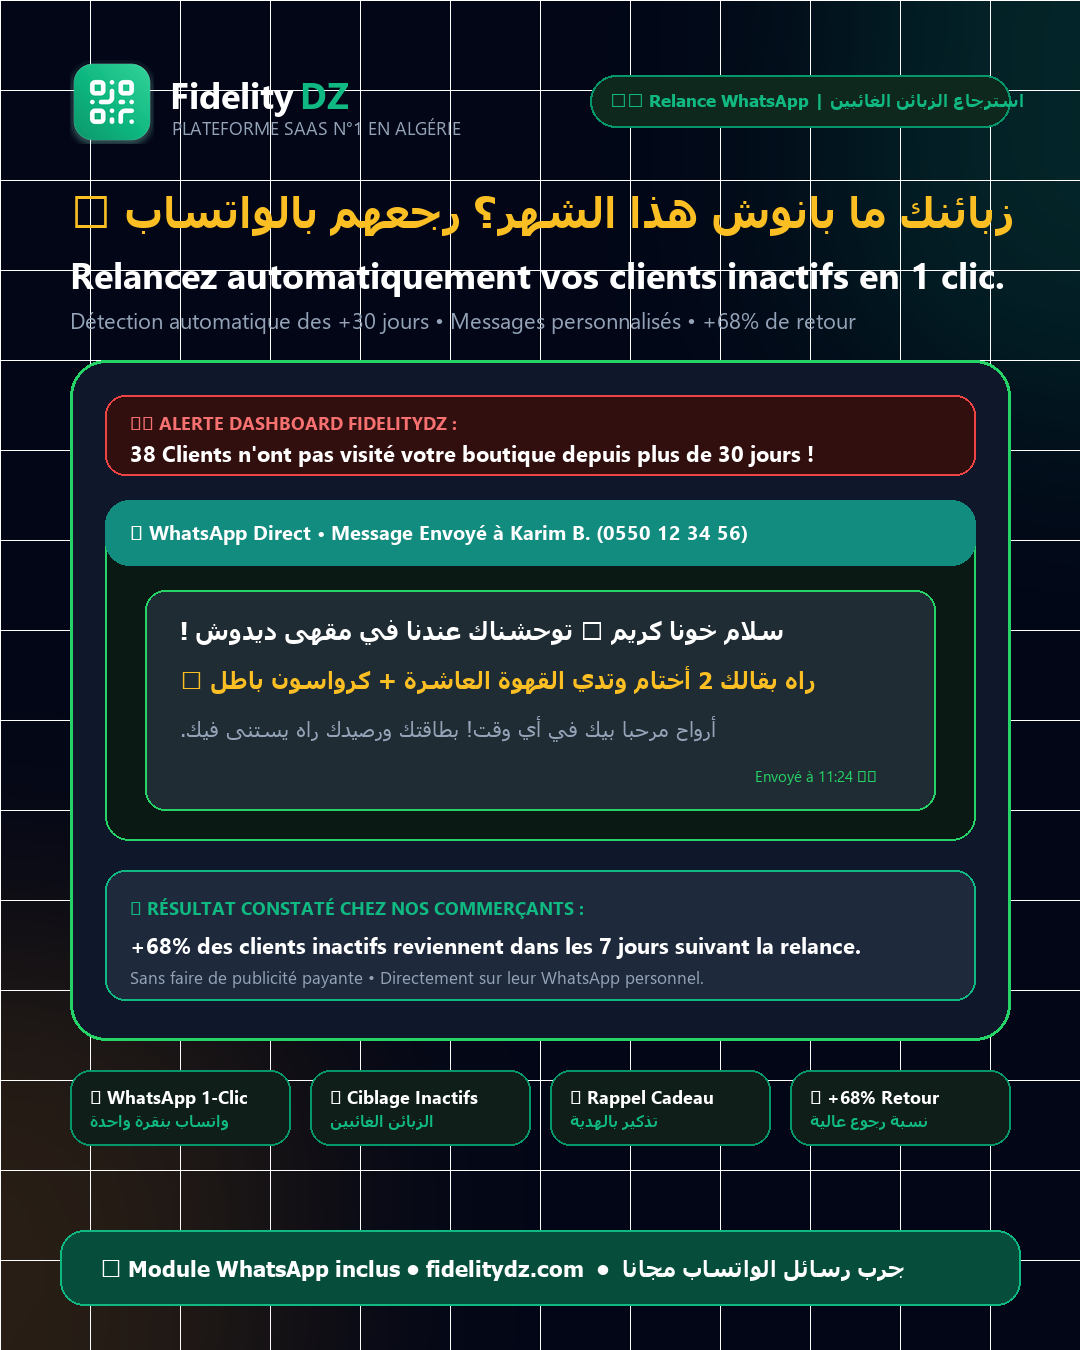 Fidelity DZ
PLATEFORME SAAS N°1 EN ALGÉRIE
Relance WhatsApp | استرجاع الزبائن الغائبين
زبائنك ما بانوش هذا الشهر؟ رجعهم بالواتساب
Relancez automatiquement vos clients inactifs en 1 clic.
Détection automatique des +30 jours • Messages personnalisés • +68% de retour
ALERTE DASHBOARD FIDELITYDZ :
38 Clients n'ont pas visité votre boutique depuis plus de 30 jours !
WhatsApp Direct • Message Envoyé à Karim B. (0550 12 34 56)
سلام خونا كريم توحشناك عندنا في مقهى ديدوش !
راه بقالك 2 أختام وتدي القهوة العاشرة + كرواسون باطل
أرواح مرحبا بيك في أي وقت! بطاقتك ورصيدك راه يستنى فيك.
Envoyé à 11:24
RÉSULTAT CONSTATÉ CHEZ NOS COMMERÇANTS :
+68% des clients inactifs reviennent dans les 7 jours suivant la relance.
Sans faire de publicité payante • Directement sur leur WhatsApp personnel.
WhatsApp 1-Clic
واتساب بنقرة واحدة
Ciblage Inactifs
الزبائن الغائبين
Rappel Cadeau
تذكير بالهدية
+68% Retour
نسبة رجوع عالية
Module WhatsApp inclus • fidelitydz.com • جرب رسائل الواتساب مجانا